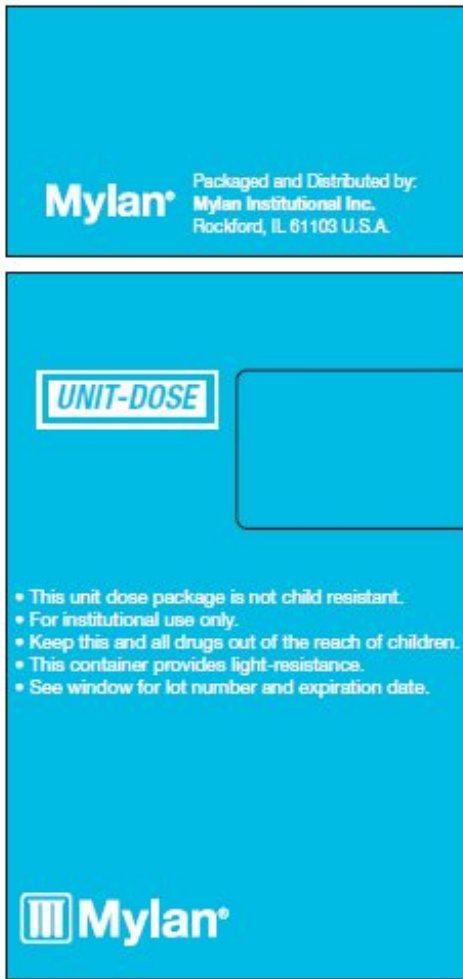 Mylan®
Packaged and Distributed by:
Mylan Institutional Inc.
Rockford, IL 61103 U.S.A.
UNIT-DOSE
• This unit dose package is not child resistant.
• For institutional use only.
• Keep this and all drugs out of the reach of children.
• This container provides light-resistance.
• See window for lot number and expiration date.
Mylan®